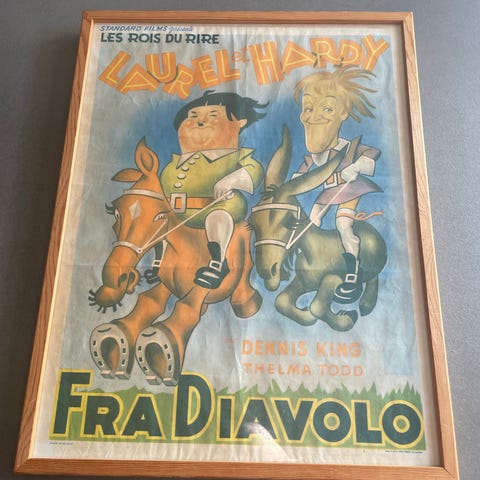 STANDARD FILMS présente
LES ROIS DU RIRE
LAUREL et HARDY
DENNIS KING
THELMA TODD
FRA DIAVOLO